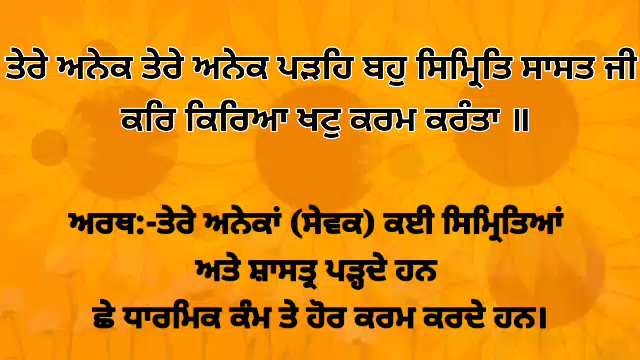 ਤੇਰੇ ਅਨੇਕ ਤੇਰੇ ਅਨੇਕ ਪੜਹਿ ਬਹੁ ਸਿਮ੍ਰਿਤਿ ਸਾਸਤ ਜੀ
ਕਰਿ ਕਿਰਿਆ ਖਟੁ ਕਰਮ ਕਰੰਤਾ ॥
ਅਰਥ:-ਤੇਰੇ ਅਨੇਕਾਂ (ਸੇਵਕ) ਕਈ ਸਿਮ੍ਰਿਤਿਆਂ
ਅਤੇ ਸ਼ਾਸਤ੍ਰ ਪੜ੍ਹਦੇ ਹਨ
ਛੇ ਧਾਰਮਿਕ ਕੰਮ ਤੇ ਹੋਰ ਕਰਮ ਕਰਦੇ ਹਨ।